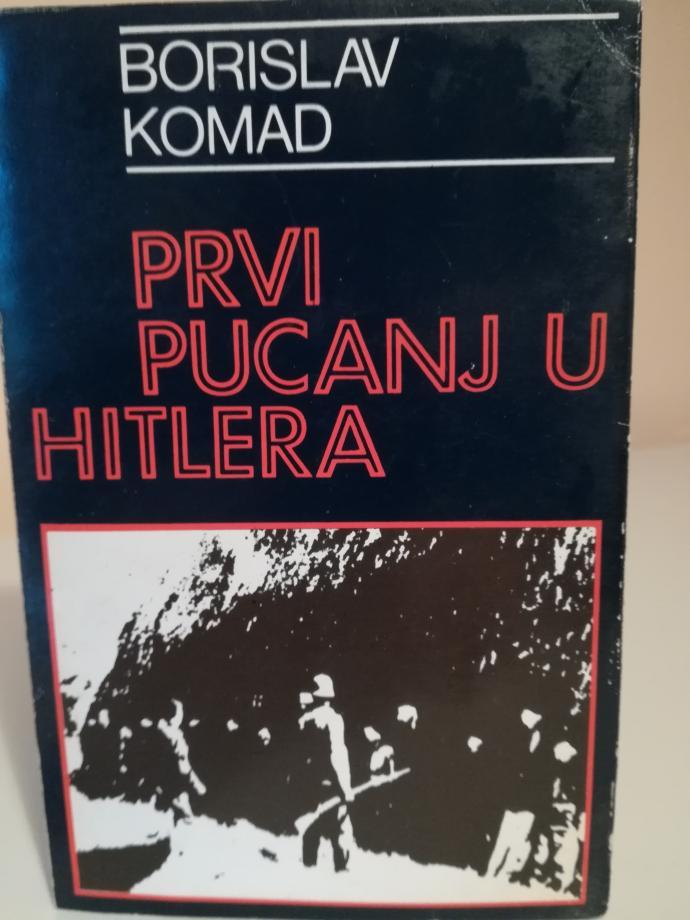 BORISLAV
KOMAD
PRVI
PUCANJ U
HITLERA